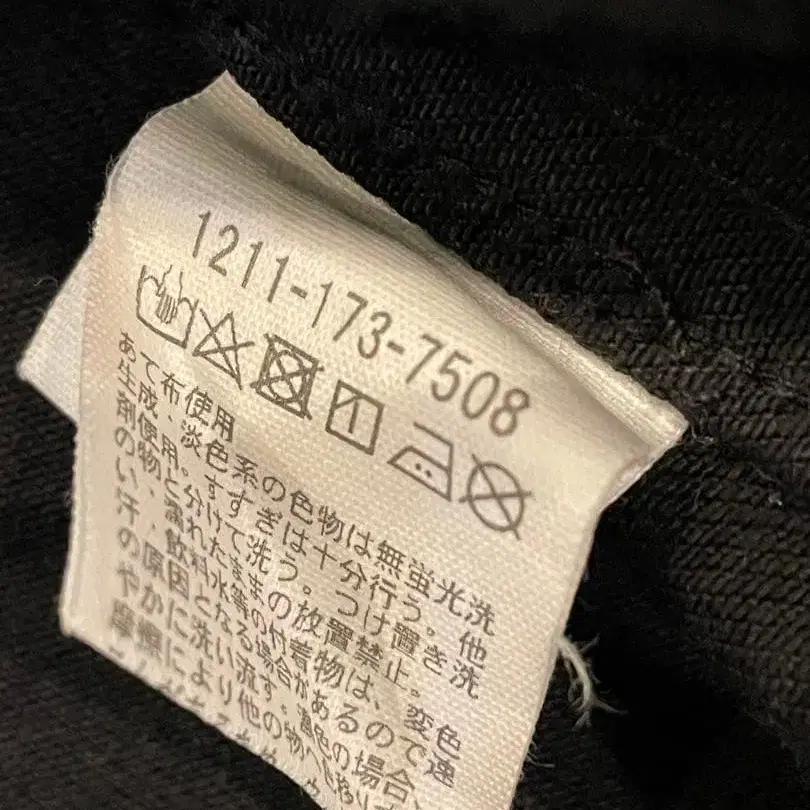 1211-173-7508
あて布使用
生成、淡色系の色物は無蛍光洗
剤使用。すすぎは十分行う。他
の物と分けて洗う。つけ置き洗
い、濡れたままの放置禁止。
汗、飲料水等の付着物は、変色
の原因となる場合があるので速
やかに洗い流す。濃色の場合、
摩擦により他の物へ色移り